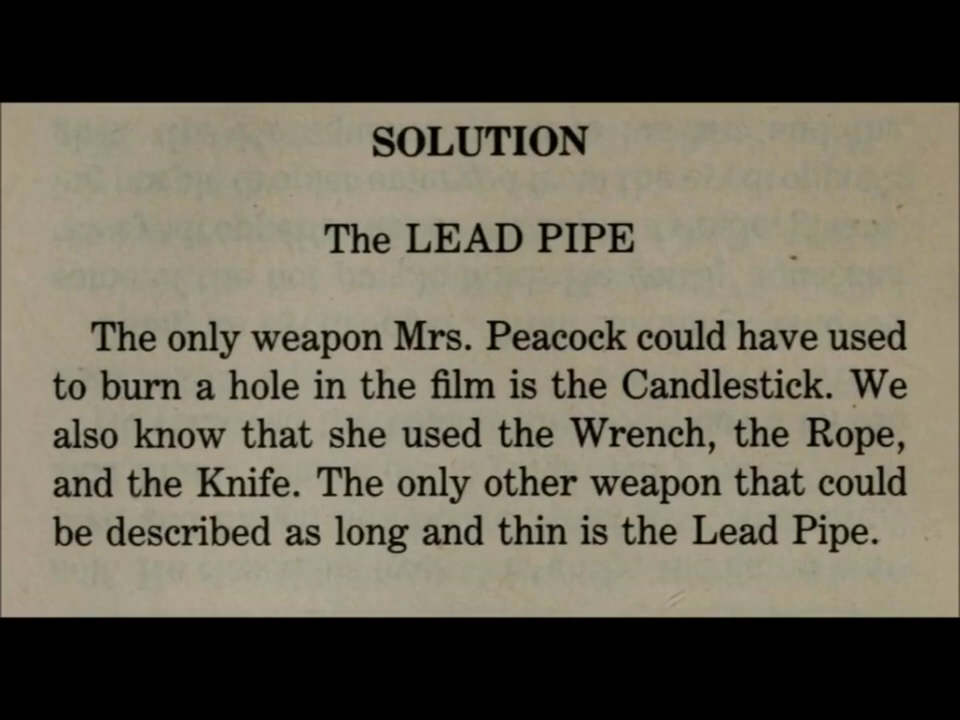 SOLUTION
The LEAD PIPE
The only weapon Mrs. Peacock could have used
to burn a hole in the film is the Candlestick. We
also know that she used the Wrench, the Rope,
and the Knife. The only other weapon that could
be described as long and thin is the Lead Pipe.